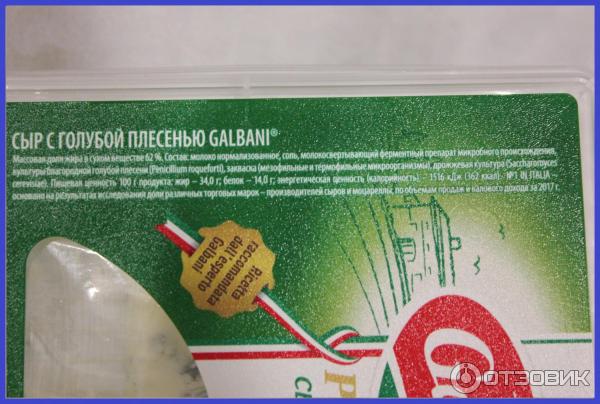 СЫР С ГОЛУБОЙ ПЛЕСЕНЬЮ GALBANI®
Массовая доля жира в сухом веществе 62 %. Состав: молоко нормализованное, соль, молокосвертывающий ферментный препарат микробного происхождения,
культуры благородной голубой плесени (Penicillium roqueforti), закваска (мезофильные и термофильные микроорганизмы), дрожжевая культура (Saccharomyces
cerevisiae). Пищевая ценность 100 г продукта: жир – 34,0 г; белок – 14,0 г; энергетическая ценность (калорийность) – 1516 кДж (362 ккал). №1 IN ITALIA –
основано на результатах исследования доли различных торговых марок – производителей сыров и моцареллы, по объемам продаж и валового дохода за 2017 г.
Ricetta
raccomandata
dall'esperto
Galbani
ОТЗОВИК